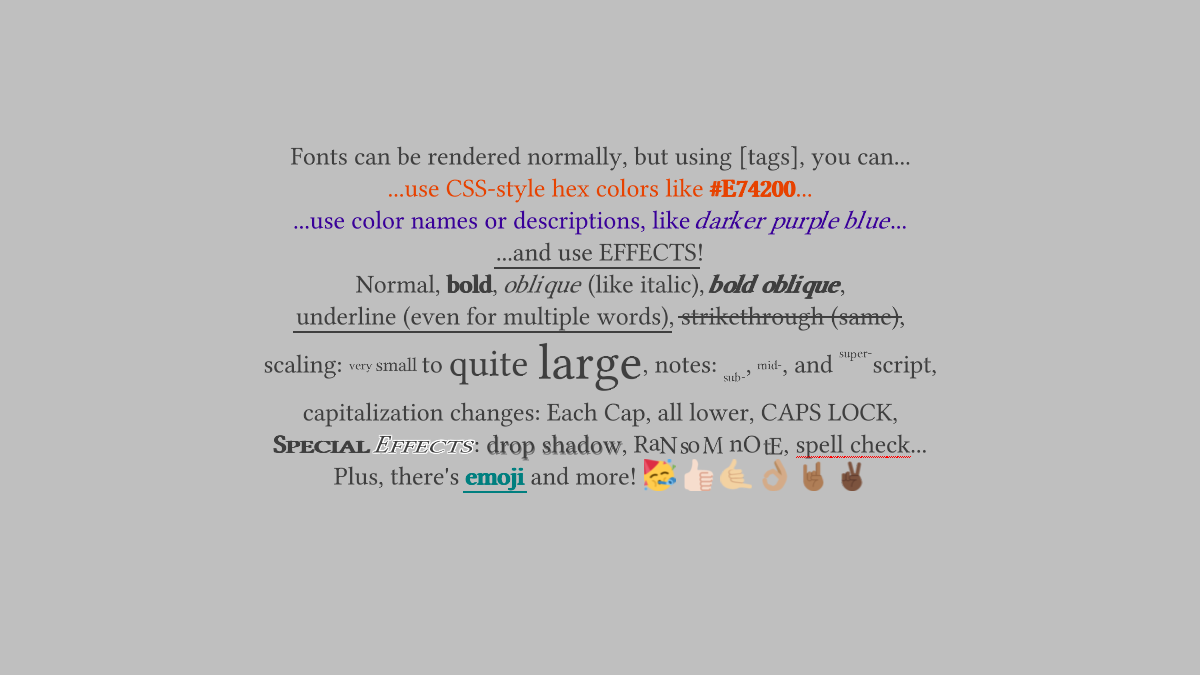 Fonts can be rendered normally, but using [tags], you can...
...use CSS-style hex colors like #E74200...
...use color names or descriptions, like darker purple blue...
...and use EFFECTS!
Normal, bold, oblique (like italic), bold oblique,
underline (even for multiple words), strikethrough (same),
scaling: very small to quite large, notes: sub-, mid-, and super-script,
capitalization changes: Each Cap, all lower, CAPS LOCK,
Special Effects: drop shadow, RaNsoM nOtE, spell check...
Plus, there's emoji and more! 🥳👍🏻🤙🏼👌🏽🤘🏾✌🏿